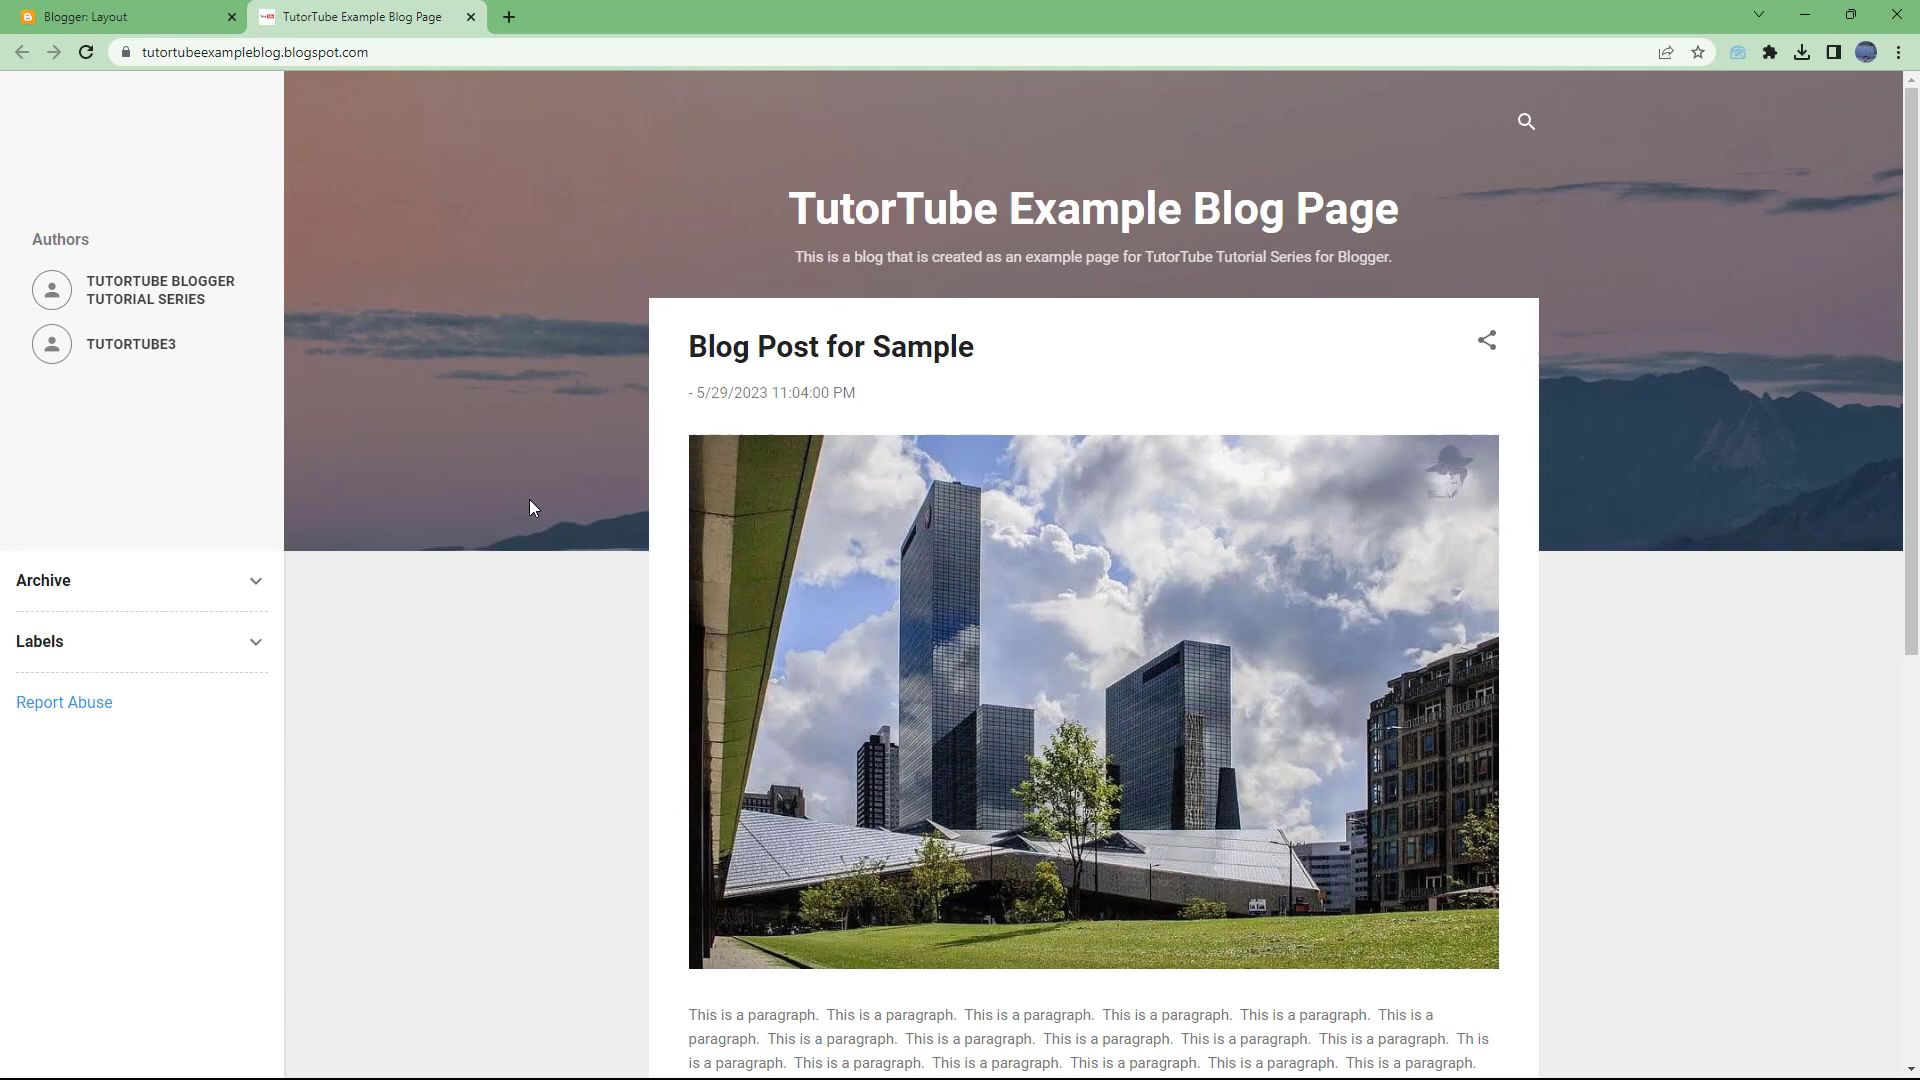 Blogger: Layout
TutorTube Example Blog Page
tutortubeexampleblog.blogspot.com
Authors
TUTORTUBE BLOGGER
TUTORIAL SERIES
TUTORTUBE3
Archive
Labels
Report Abuse
TutorTube Example Blog Page
This is a blog that is created as an example page for TutorTube Tutorial Series for Blogger.
Blog Post for Sample
- 5/29/2023 11:04:00 PM
This is a paragraph.  This is a paragraph.  This is a paragraph.  This is a paragraph.  This is a paragraph.  This is a
paragraph.  This is a paragraph.  This is a paragraph.  This is a paragraph.  This is a paragraph.  This is a paragraph.  Th is
is a paragraph.  This is a paragraph.  This is a paragraph.  This is a paragraph.  This is a paragraph.  This is a paragraph.